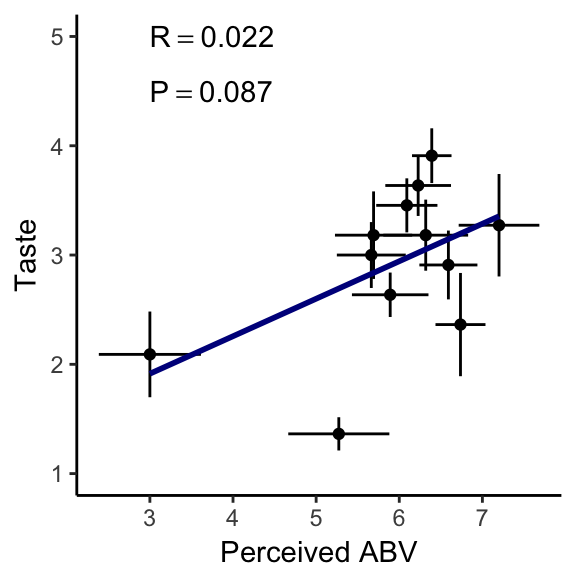 R = 0.022
P = 0.087
5
4
3
2
1
Taste
3 4 5 6 7
Perceived ABV